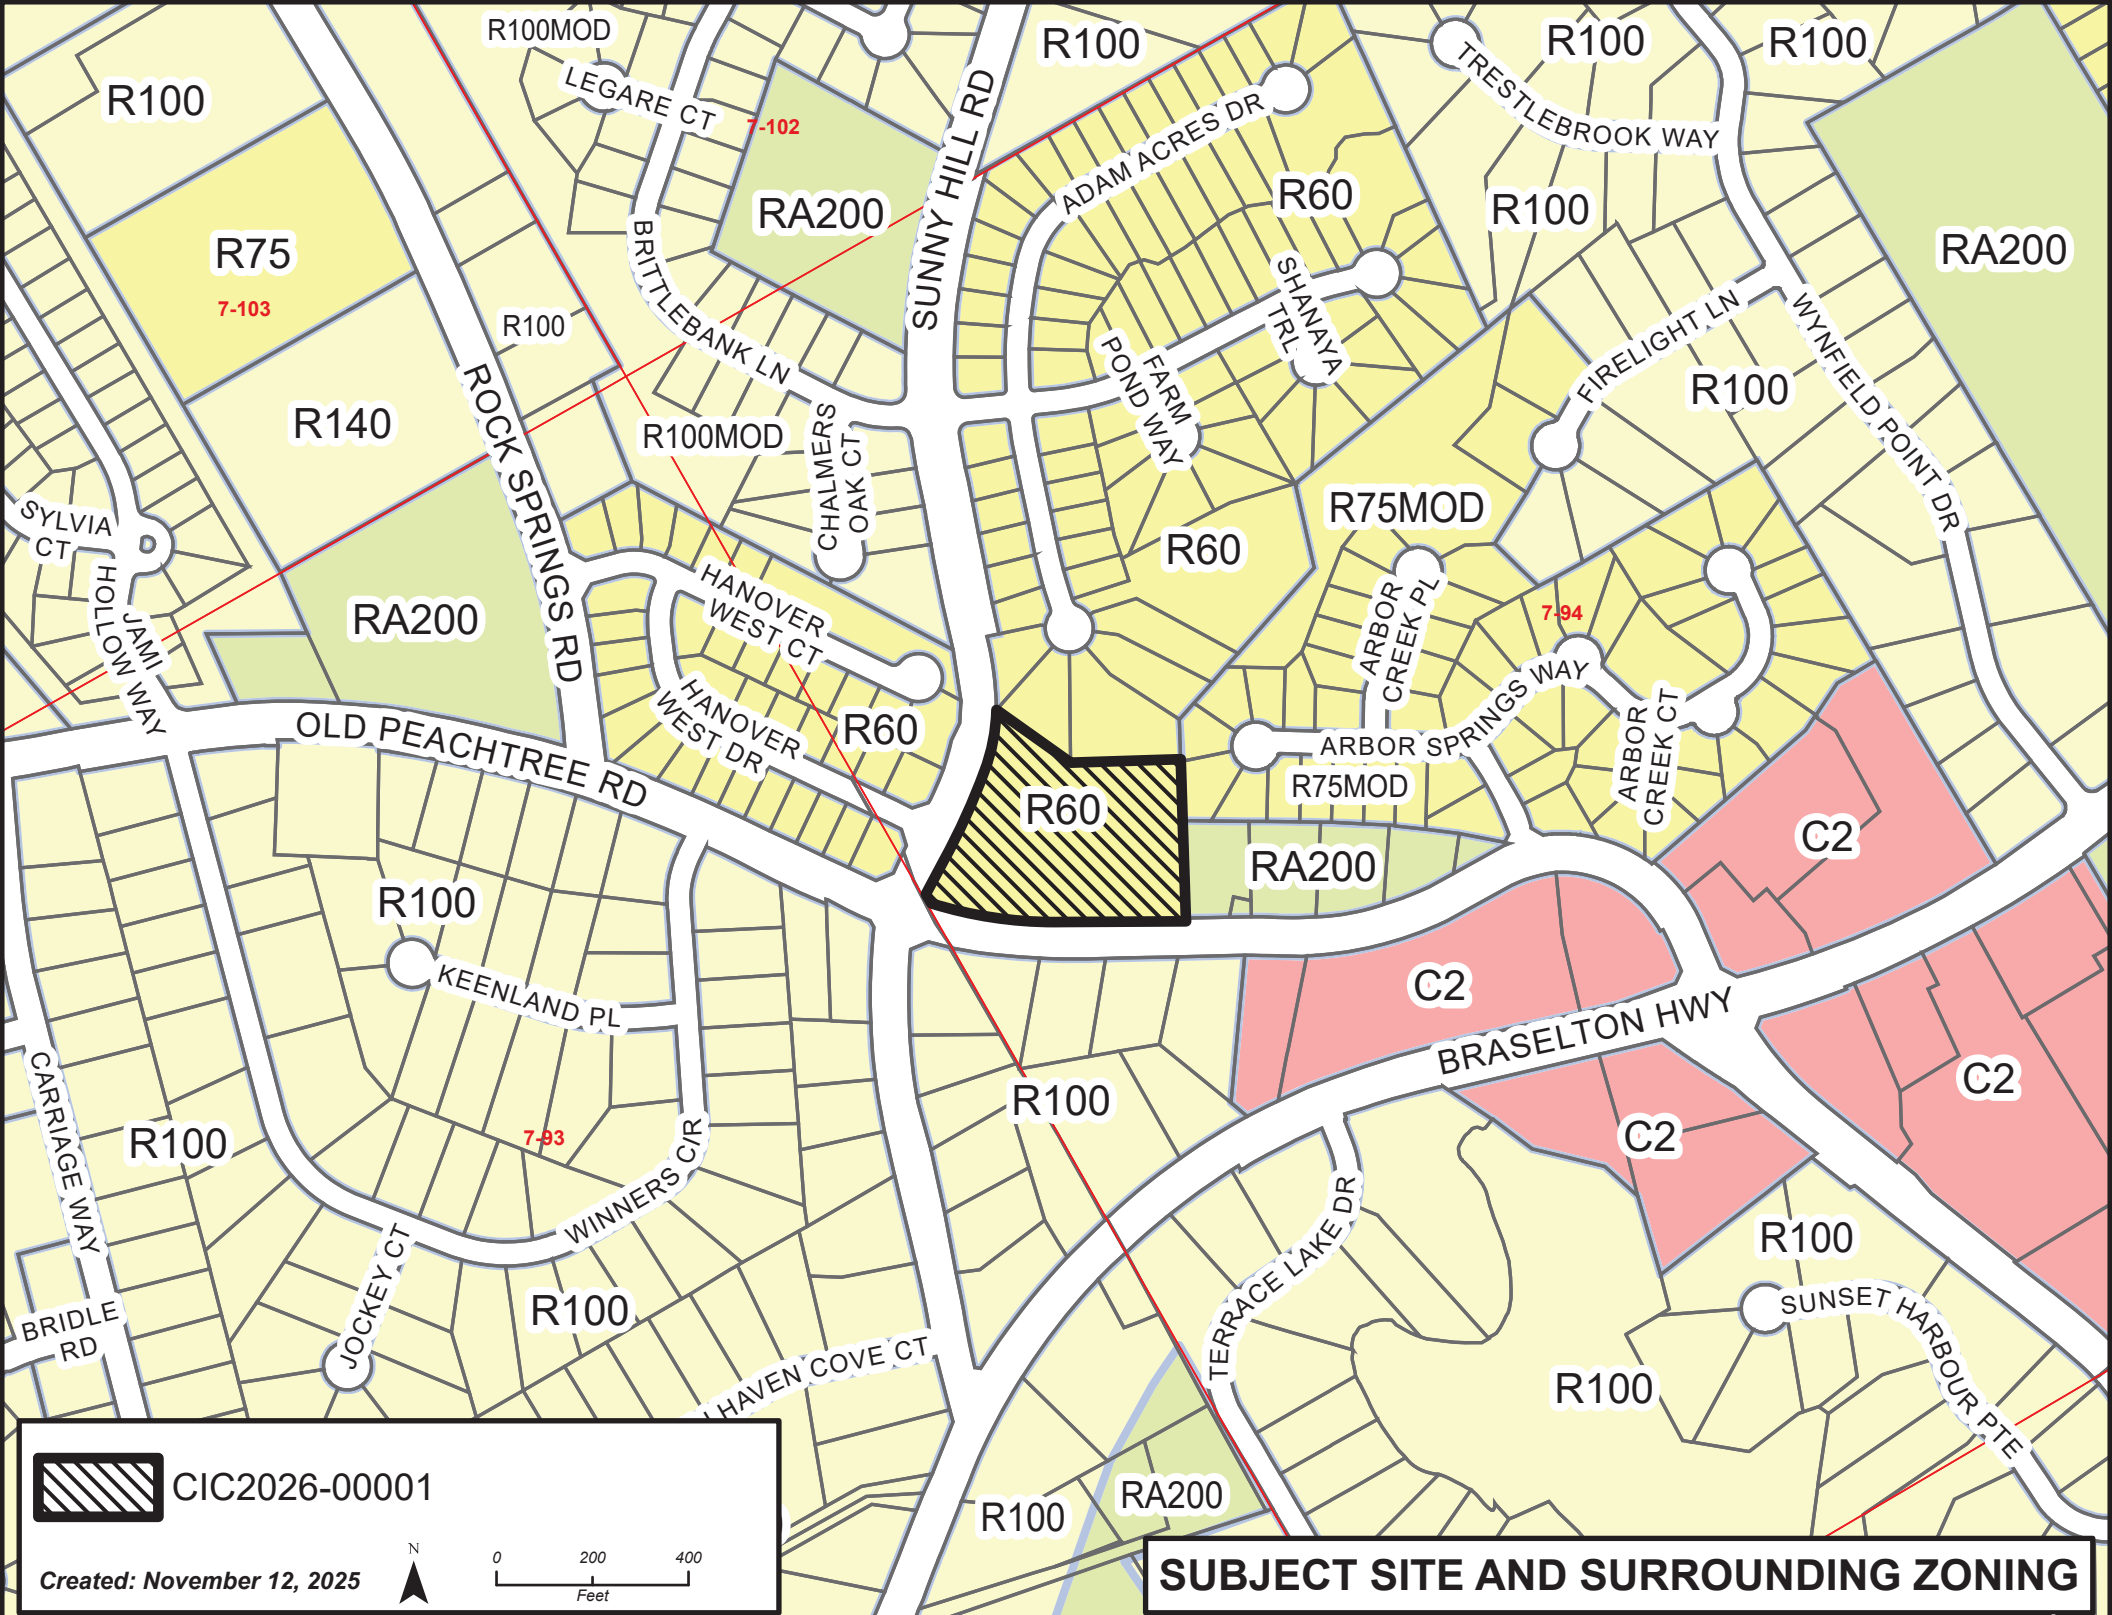 R100MOD
R100
R100
R100
R100
LEGARE CT
7-102
SUNNY HILL RD
ADAM ACRES DR
TRESTLEBROOK WAY
RA200
R60
R100
RA200
R75
7-103
BRITTLEBANK LN
SHANAYA
TRL
R100
FIRELIGHT LN
WYNFIELD POINT DR
R100
FARM
POND WAY
R140
ROCK SPRINGS RD
R100MOD
CHALMERS
OAK CT
R75MOD
SYLVIA
CT
R60
JAMI
HOLLOW WAY
RA200
HANOVER
WEST CT
ARBOR
CREEK PL
7-94
HANOVER
WEST DR
R60
ARBOR SPRINGS WAY
ARBOR
CREEK CT
OLD PEACHTREE RD
R60
R75MOD
C2
RA200
R100
KEENLAND PL
C2
BRASELTON HWY
C2
CARRIAGE WAY
R100
7-93
R100
C2
WINNERS CIR
TERRACE LAKE DR
R100
JOCKEY CT
R100
BRIDLE
RD
SUNSET HARBOUR PTE
HAVEN COVE CT
R100
R100
RA200
CIC2026-00001
Created: November 12, 2025
N
0 200 400
Feet
SUBJECT SITE AND SURROUNDING ZONING